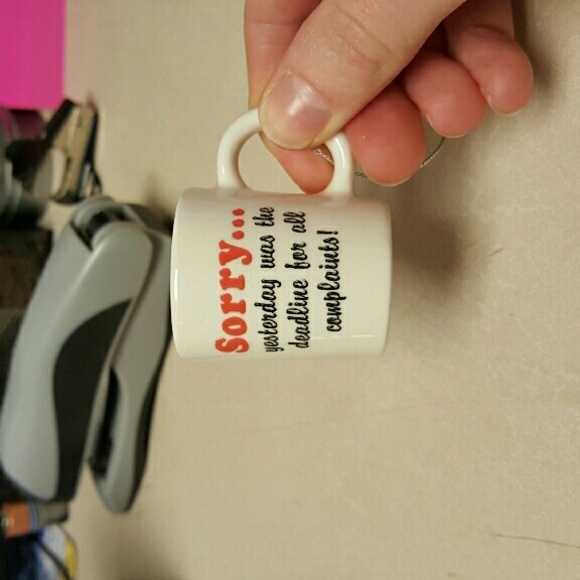 Sorry...
yesterday was the
deadline for all
complaints!